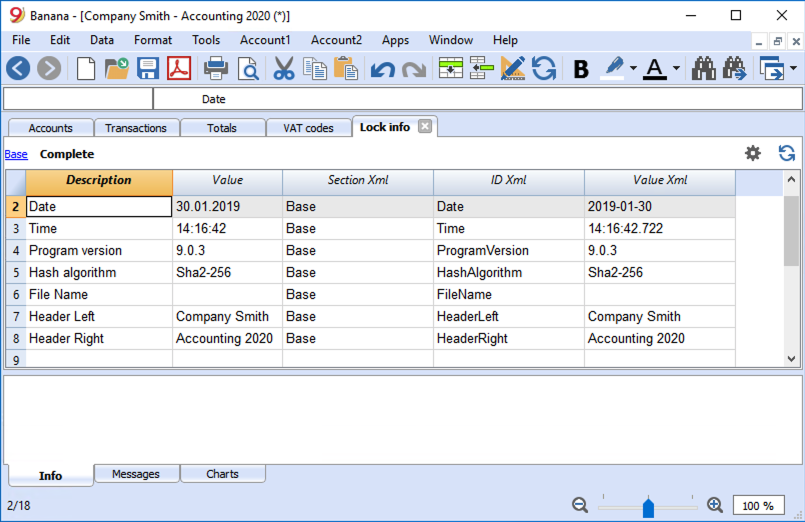 Banana - [Company Smith - Accounting 2020 (*)]
File Edit Data Format Tools Account1 Account2 Apps Window Help
B A
Date
Accounts Transactions Totals VAT codes Lock info
Base Complete
Description Value Section Xml ID Xml Value Xml
2 Date 30.01.2019 Base Date 2019-01-30
3 Time 14:16:42 Base Time 14:16:42.722
4 Program version 9.0.3 Base ProgramVersion 9.0.3
5 Hash algorithm Sha2-256 Base HashAlgorithm Sha2-256
6 File Name Base FileName
7 Header Left Company Smith Base HeaderLeft Company Smith
8 Header Right Accounting 2020 Base HeaderRight Accounting 2020
9
Info Messages Charts
2/18 100 %